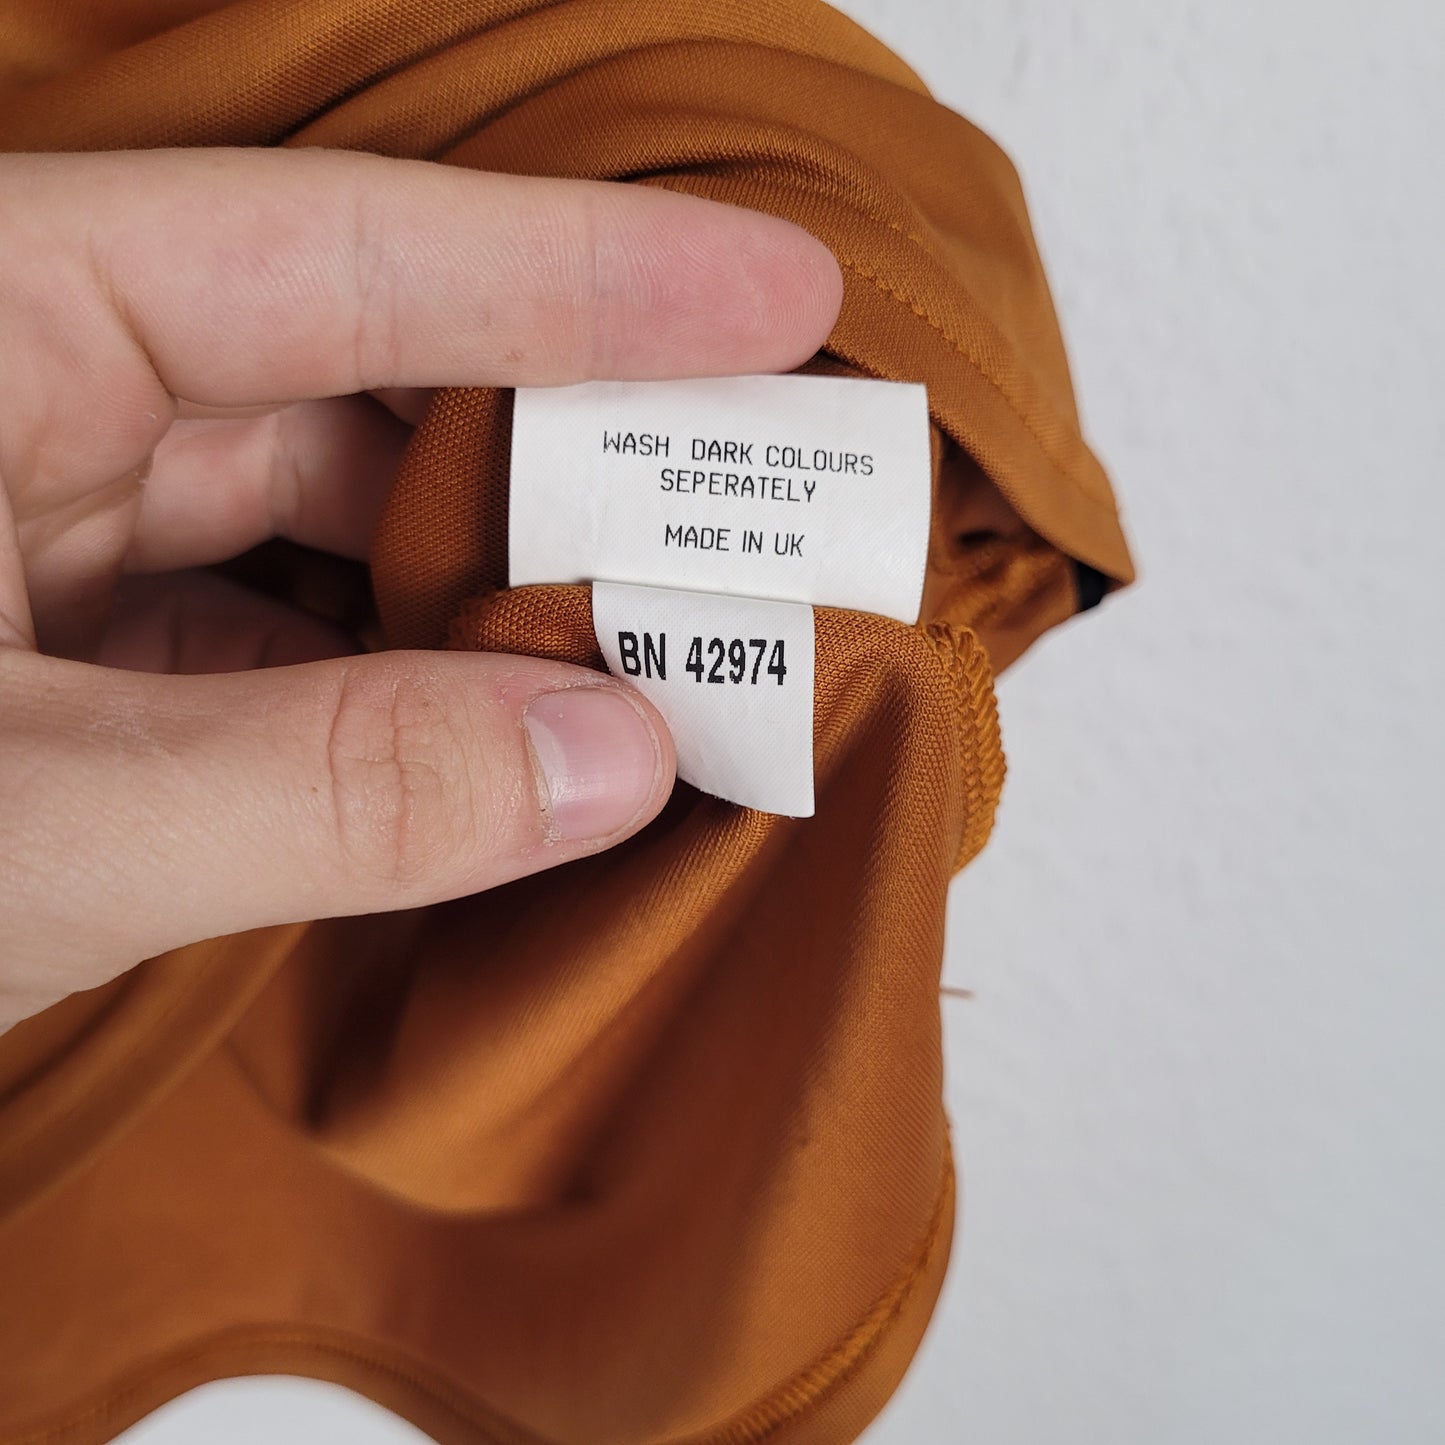 WASH DARK COLOURS
SEPERATELY
MADE IN UK
BN 42974